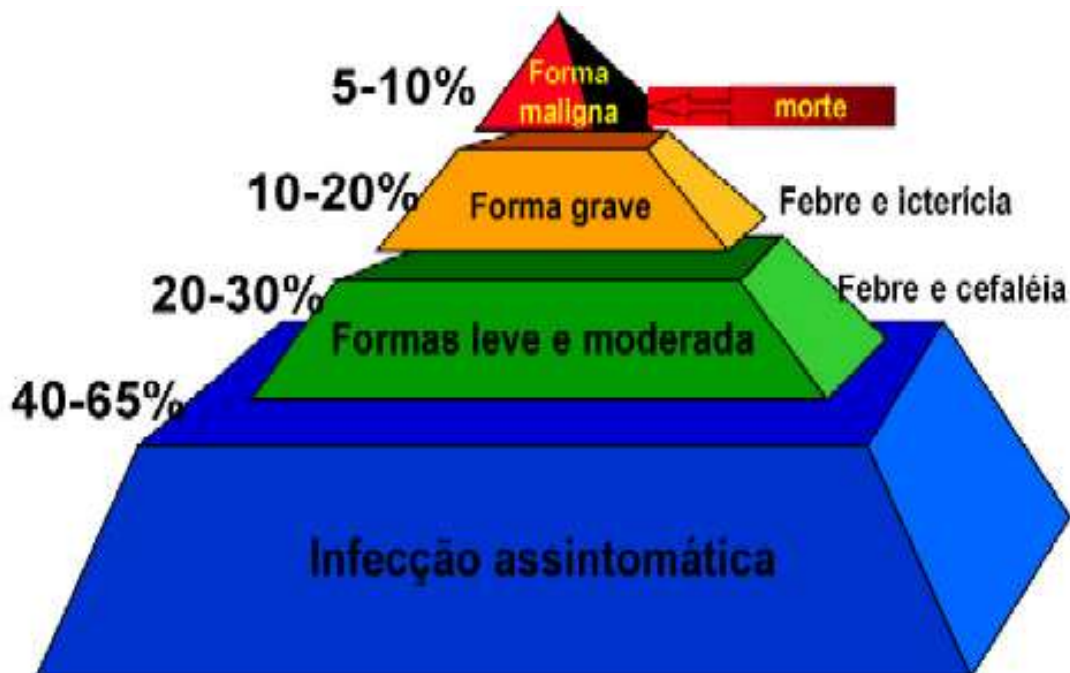 5-10%
Forma
maligna
morte
10-20%
Forma grave
Febre e icterícia
20-30%
Formas leve e moderada
Febre e cefaléia
40-65%
Infecção assintomática